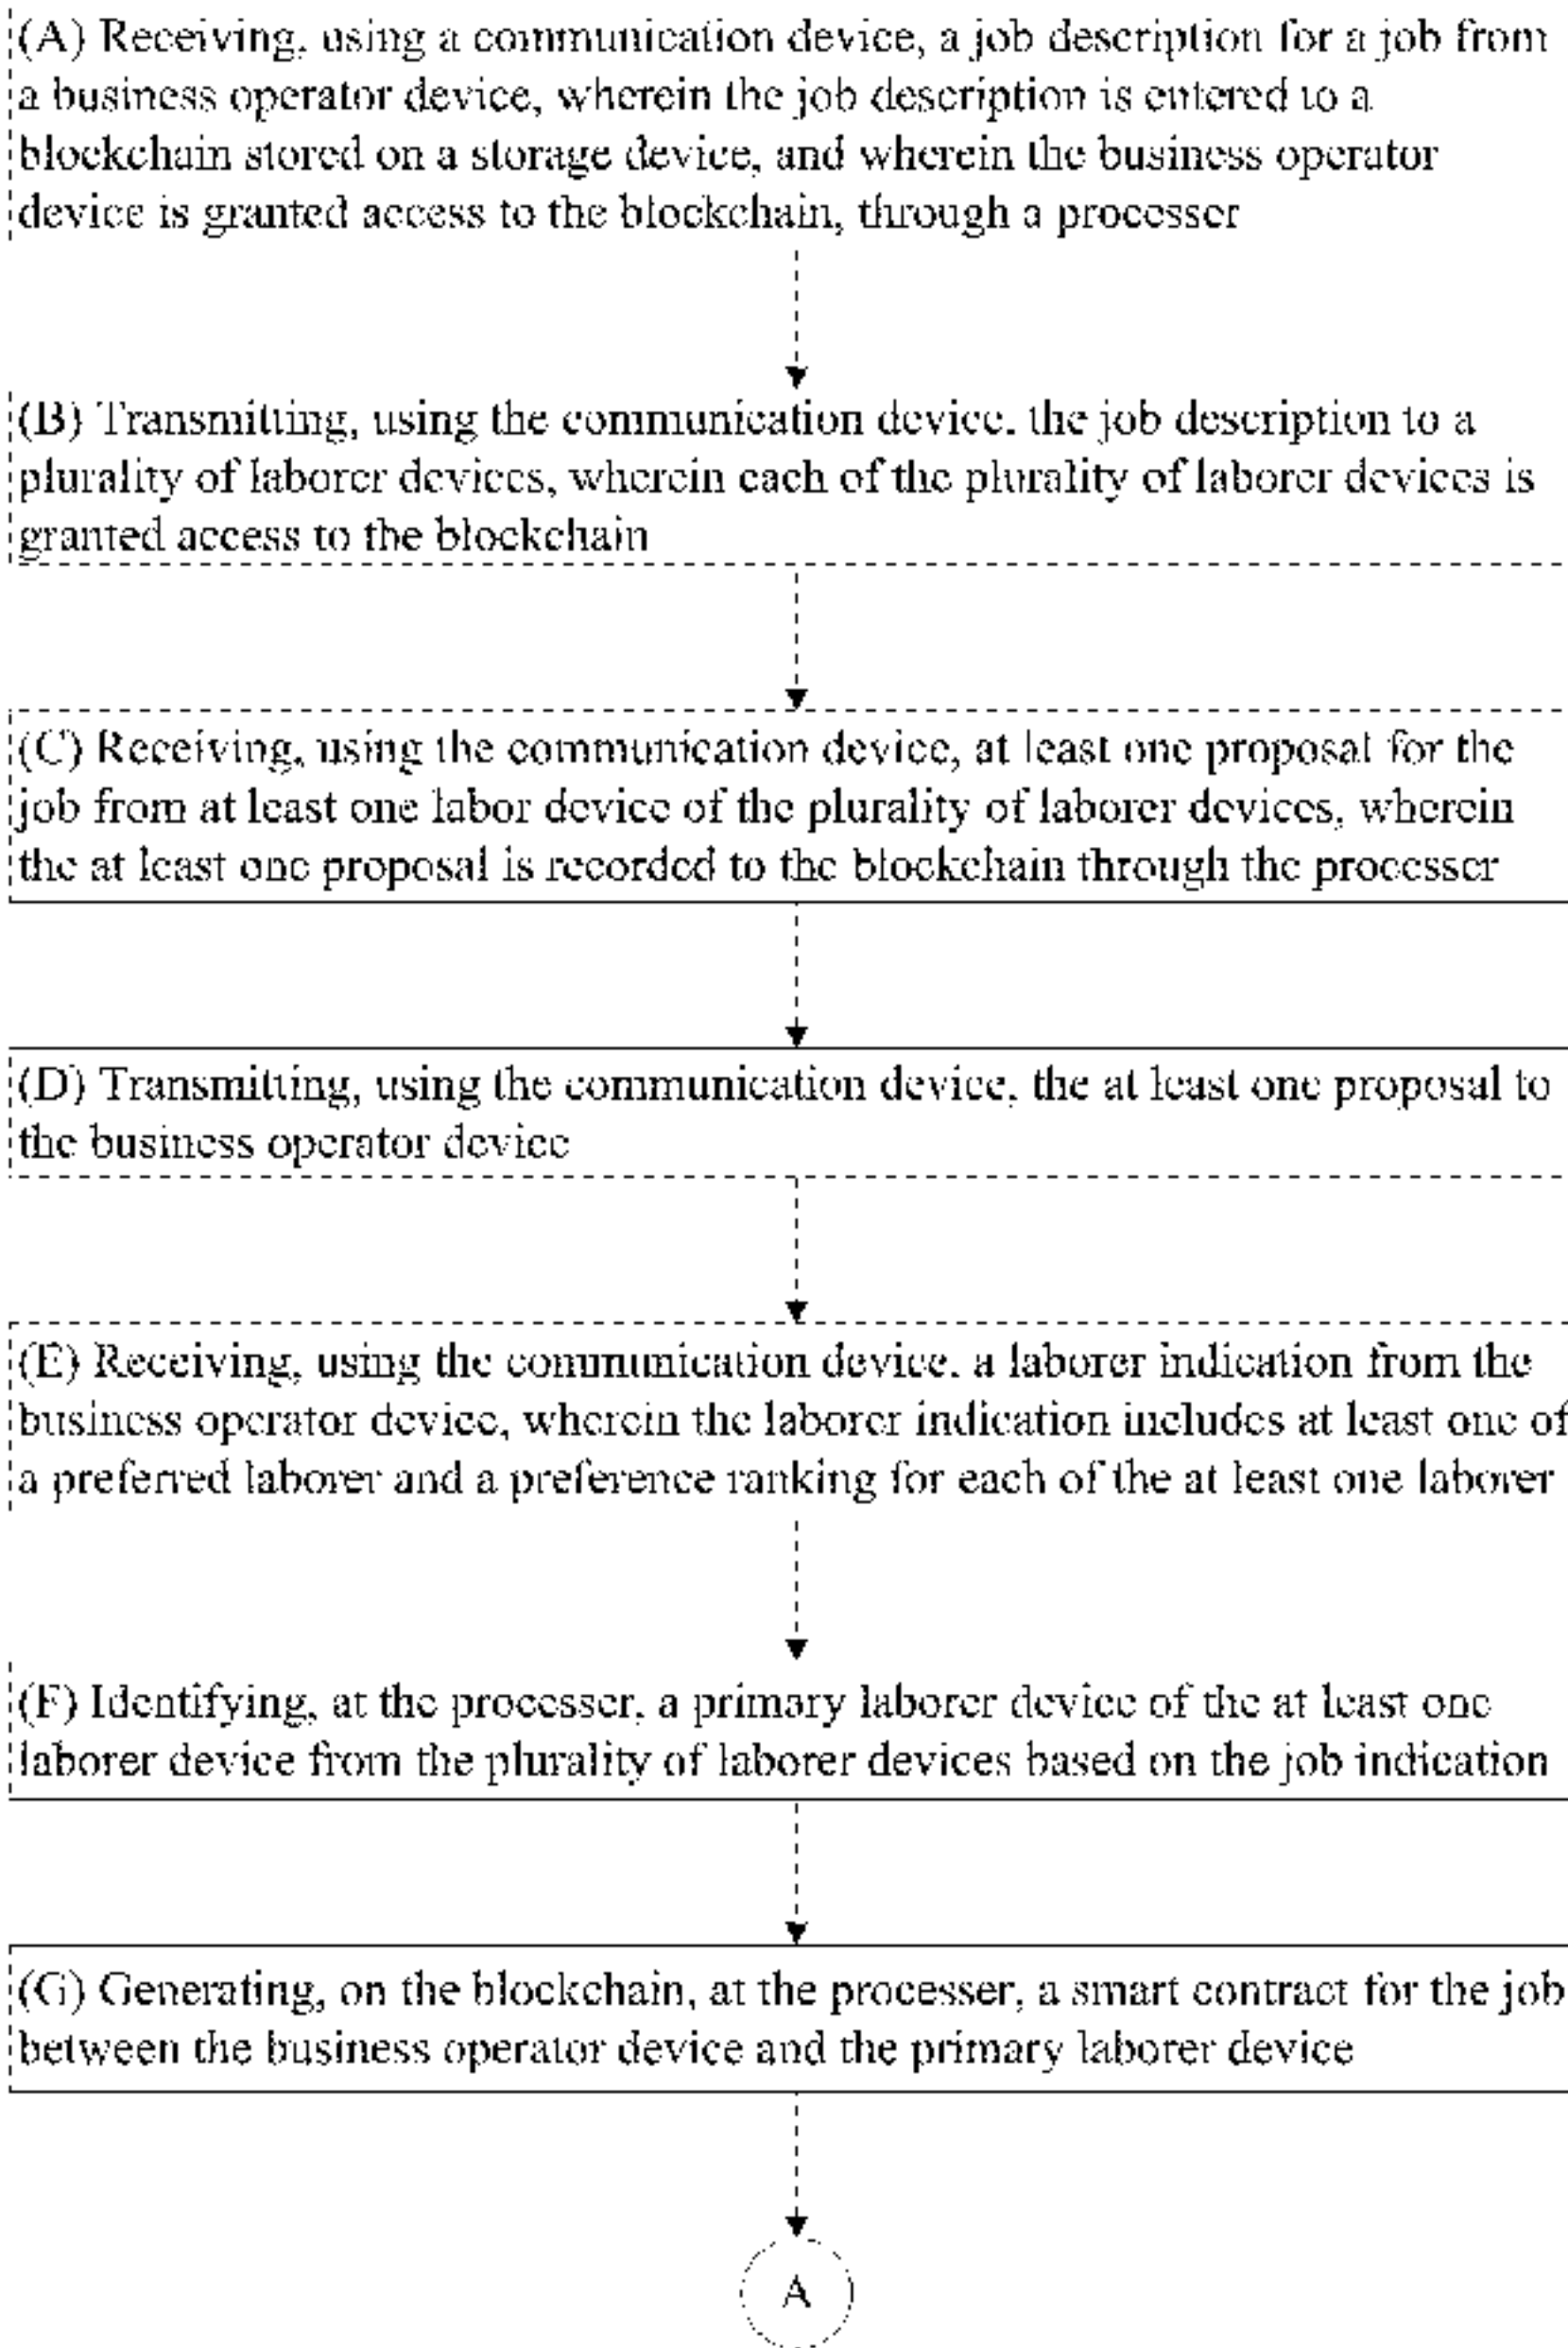 (A) Receiving, using a communication device, a job description for a job from
a business operator device, wherein the job description is entered to a
blockchain stored on a storage device, and wherein the business operator
device is granted access to the blockchain, through a processer
(B) Transmitting, using the communication device, the job description to a
plurality of laborer devices, wherein each of the plurality of laborer devices is
granted access to the blockchain
(C) Receiving, using the communication device, at least one proposal for the
job from at least one labor device of the plurality of laborer devices, wherein
the at least one proposal is recorded to the blockchain through the processer
(D) Transmitting, using the communication device, the at least one proposal to
the business operator device
(E) Receiving, using the communication device, a laborer indication from the
business operator device, wherein the laborer indication includes at least one of
a preferred laborer and a preference ranking for each of the at least one laborer
(F) Identifying, at the processer, a primary laborer device of the at least one
laborer device from the plurality of laborer devices based on the job indication
(G) Generating, on the blockchain, at the processer, a smart contract for the job
between the business operator device and the primary laborer device
A